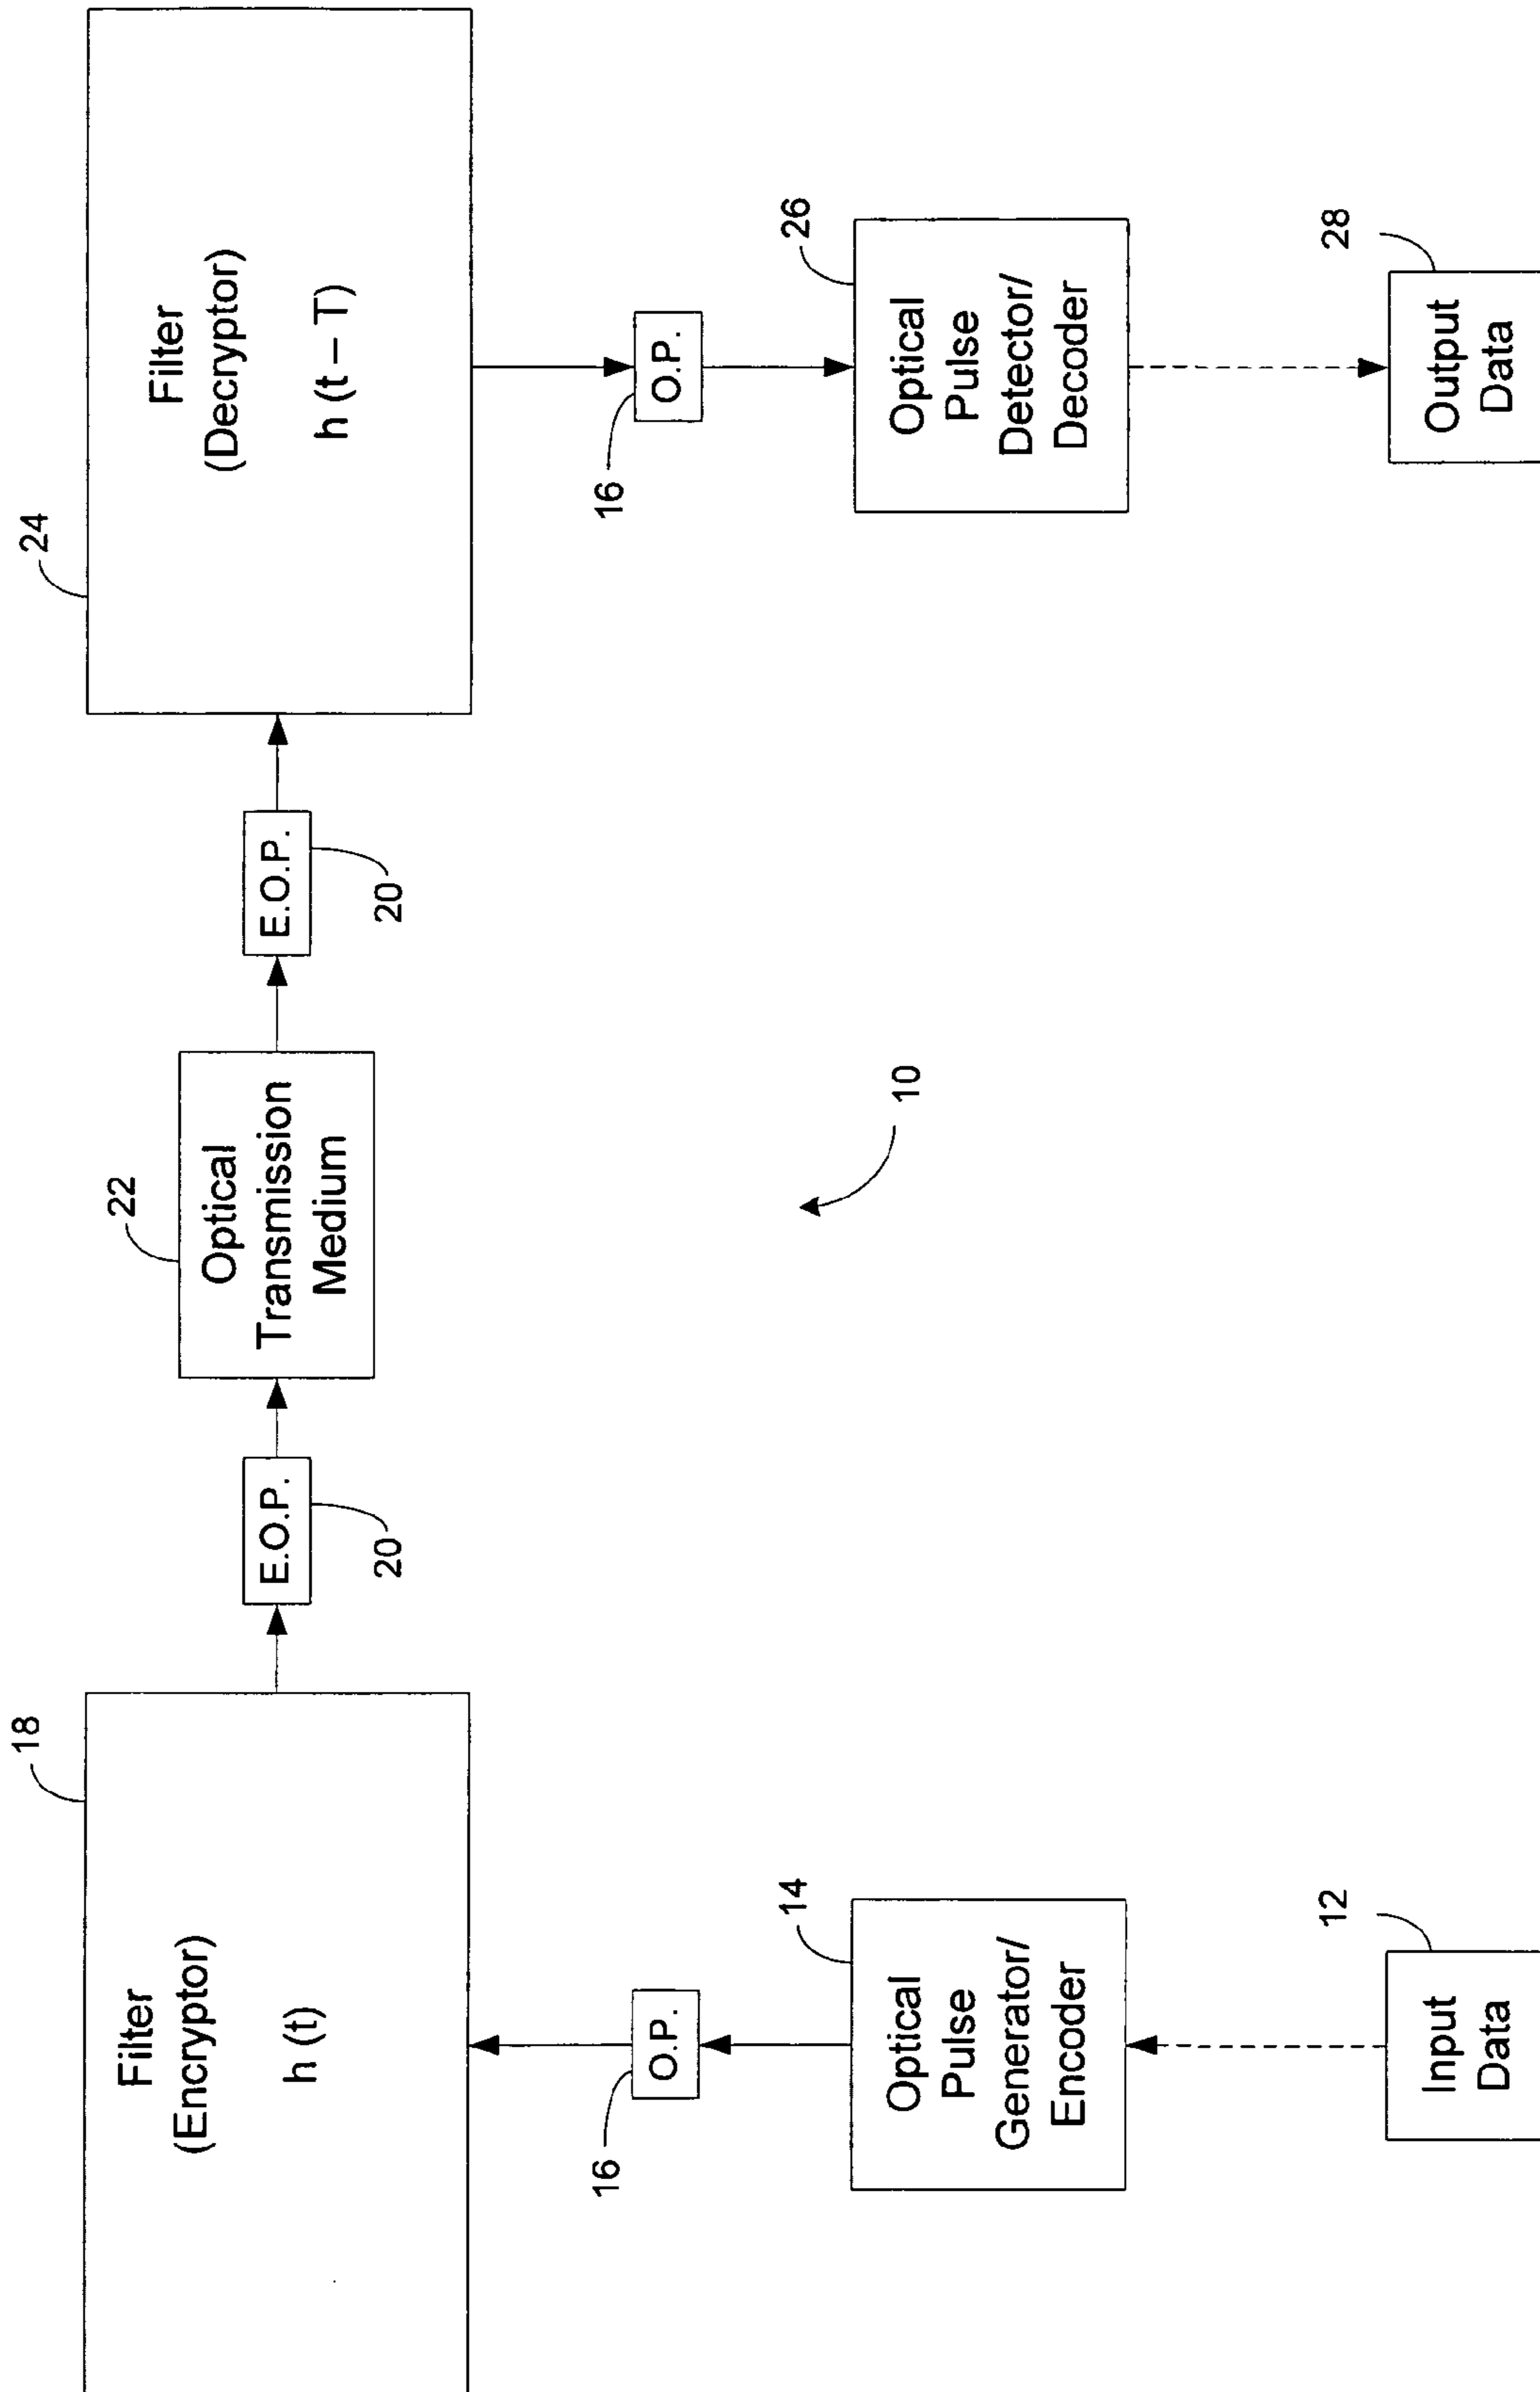 18
Filter
(Encryptor)
h (t)
E.O.P.
20
22
Optical
Transmission
Medium
E.O.P.
20
24
Filter
(Decryptor)
h (t – T)
16
O.P.
14
Optical
Pulse
Generator/
Encoder
12
Input
Data
10
16
O.P.
26
Optical
Pulse
Detector/
Decoder
28
Output
Data